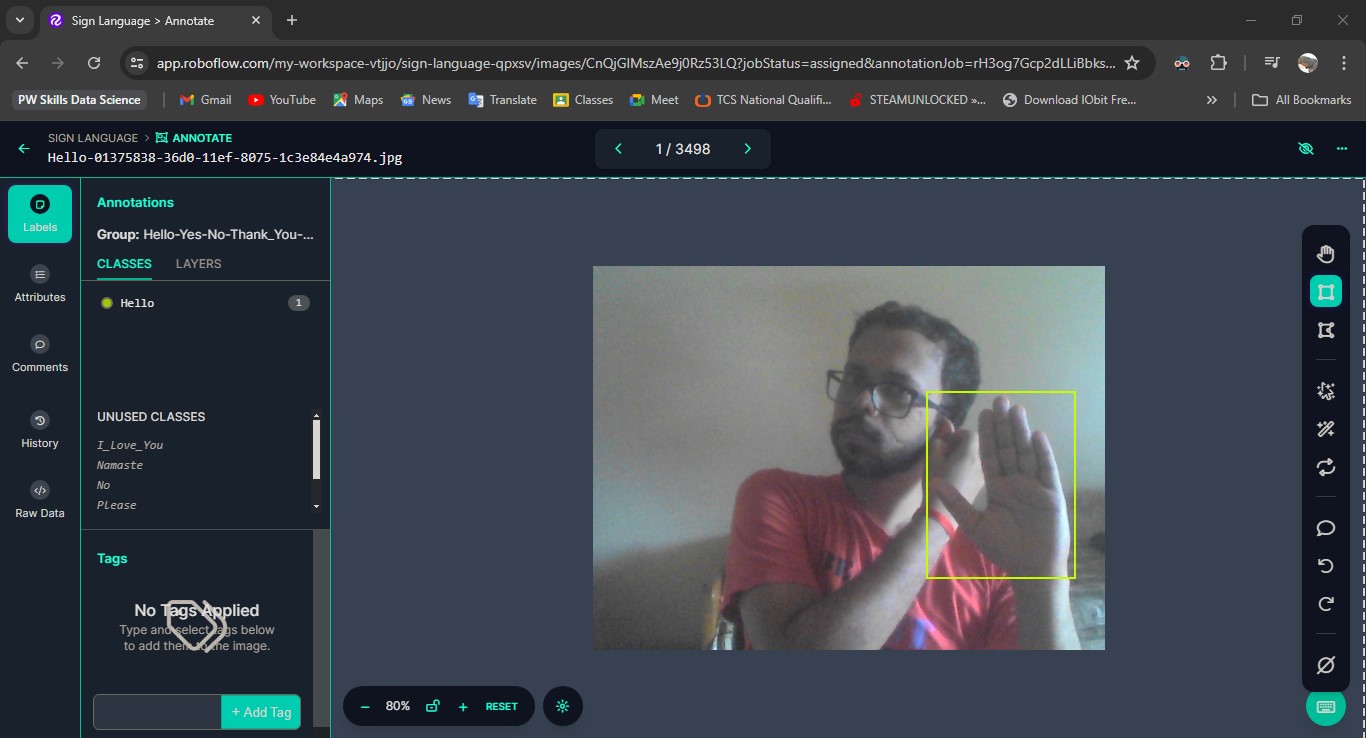 Sign Language > Annotate
app.roboflow.com/my-workspace-vtjjo/sign-language-qpxsv/images/CnQjGIMszAe9j0Rz53LQ?jobStatus=assigned&annotationJob=rH3og7Gcp2dLLiBbks...
PW Skills Data Science
Gmail
YouTube
Maps
News
Translate
Classes
Meet
TCS National Qualifi...
STEAMUNLOCKED »...
Download IObit Fre...
All Bookmarks
SIGN LANGUAGE > ANNOTATE
Hello-01375838-36d0-11ef-8075-1c3e84e4a974.jpg
1 / 3498
Labels
Attributes
Comments
History
Raw Data
Annotations
Group: Hello-Yes-No-Thank_You-...
CLASSES LAYERS
Hello 1
UNUSED CLASSES
I_Love_You
Namaste
No
Please
Tags
No Tags Applied
Type and select tags below
to add them to the image.
+ Add Tag
80%
RESET